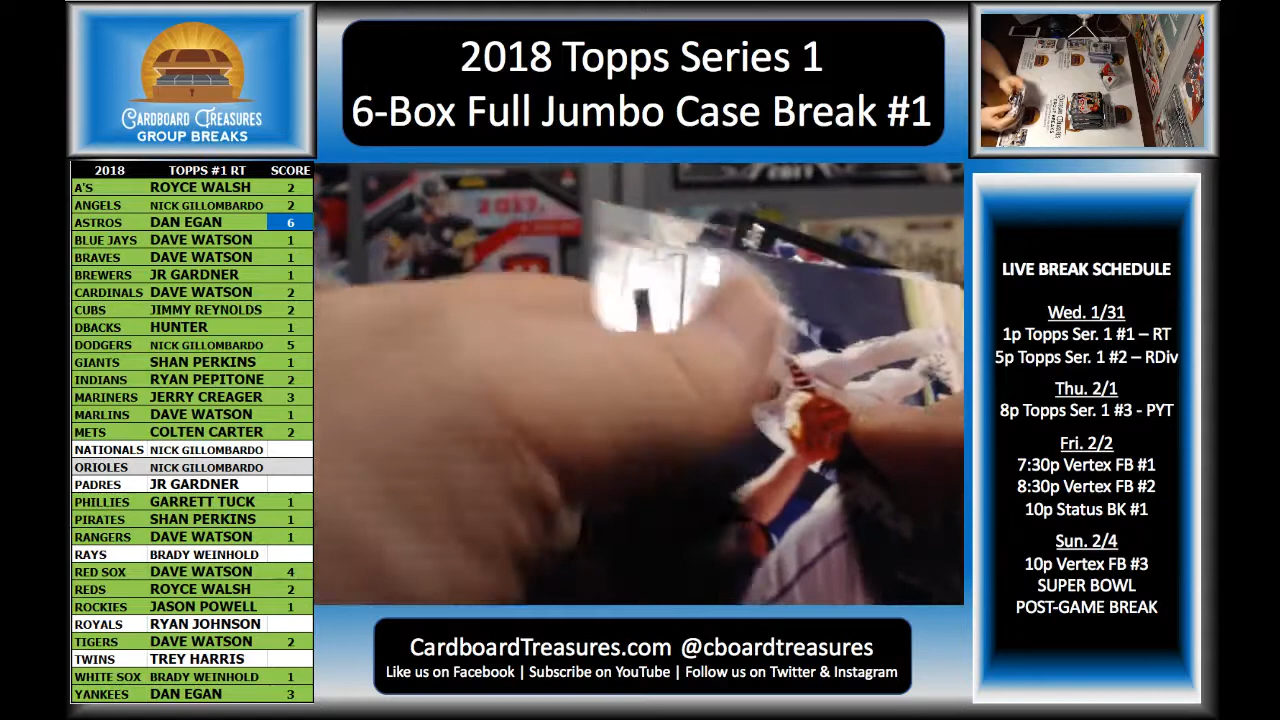 CARDBOARD TREASURES
GROUP BREAKS
2018 Topps Series 1
6-Box Full Jumbo Case Break #1
2018 TOPPS #1 RT SCORE
A'S ROYCE WALSH 2
ANGELS NICK GILLOMBARDO 2
ASTROS DAN EGAN 6
BLUE JAYS DAVE WATSON 1
BRAVES DAVE WATSON 1
BREWERS JR GARDNER 1
CARDINALS DAVE WATSON 2
CUBS JIMMY REYNOLDS 2
DBACKS HUNTER 1
DODGERS NICK GILLOMBARDO 5
GIANTS SHAN PERKINS 1
INDIANS RYAN PEPITONE 2
MARINERS JERRY CREAGER 3
MARLINS DAVE WATSON 1
METS COLTEN CARTER 2
NATIONALS NICK GILLOMBARDO
ORIOLES NICK GILLOMBARDO
PADRES JR GARDNER
PHILLIES GARRETT TUCK 1
PIRATES SHAN PERKINS 1
RANGERS DAVE WATSON 1
RAYS BRADY WEINHOLD
RED SOX DAVE WATSON 4
REDS ROYCE WALSH 2
ROCKIES JASON POWELL 1
ROYALS RYAN JOHNSON
TIGERS DAVE WATSON 2
TWINS TREY HARRIS
WHITE SOX BRADY WEINHOLD 1
YANKEES DAN EGAN 3
2017
LIVE BREAK SCHEDULE
Wed. 1/31
1p Topps Ser. 1 #1 – RT
5p Topps Ser. 1 #2 – RDiv
Thu. 2/1
8p Topps Ser. 1 #3 - PYT
Fri. 2/2
7:30p Vertex FB #1
8:30p Vertex FB #2
10p Status BK #1
Sun. 2/4
10p Vertex FB #3
SUPER BOWL
POST-GAME BREAK
CardboardTreasures.com @cboardtreasures
Like us on Facebook | Subscribe on YouTube | Follow us on Twitter & Instagram